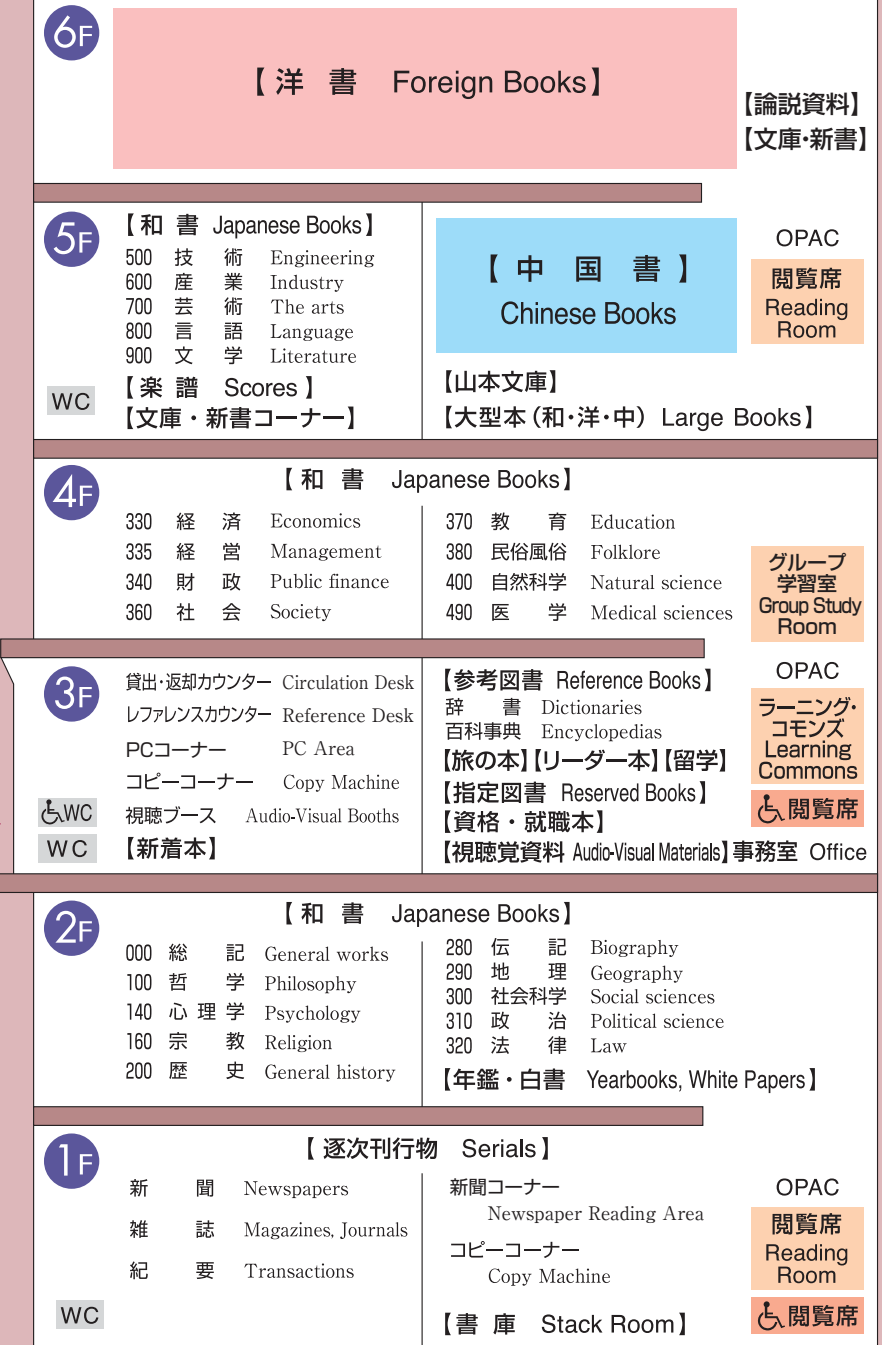 6F
【洋 書 Foreign Books】
【論説資料】
【文庫・新書】
5F
【和 書 Japanese Books】
500 技 術 Engineering
600 産 業 Industry
700 芸 術 The arts
800 言 語 Language
900 文 学 Literature
【楽 譜 Scores】
【文庫・新書コーナー】
WC
【 中 国 書 】
Chinese Books
【山本文庫】
【大型本（和・洋・中） Large Books】
OPAC
閲覧席
Reading
Room
4F
【和 書 Japanese Books】
330 経 済 Economics
335 経 営 Management
340 財 政 Public finance
360 社 会 Society
370 教 育 Education
380 民俗風俗 Folklore
400 自然科学 Natural science
490 医 学 Medical sciences
グループ
学習室
Group Study
Room
3F
貸出・返却カウンター Circulation Desk
レファレンスカウンター Reference Desk
PCコーナー PC Area
コピーコーナー Copy Machine
視聴ブース Audio-Visual Booths
【新着本】
WC
WC
【参考図書 Reference Books】
辞 書 Dictionaries
百科事典 Encyclopedias
【旅の本】【リーダー本】【留学】
【指定図書 Reserved Books】
【資格・就職本】
【視聴覚資料 Audio-Visual Materials】事務室 Office
OPAC
ラーニング・
コモンズ
Learning
Commons
閲覧席
2F
【和 書 Japanese Books】
000 総 記 General works
100 哲 学 Philosophy
140 心 理 学 Psychology
160 宗 教 Religion
200 歴 史 General history
280 伝 記 Biography
290 地 理 Geography
300 社会科学 Social sciences
310 政 治 Political science
320 法 律 Law
【年鑑・白書 Yearbooks, White Papers】
1F
【逐次刊行物 Serials】
新 聞 Newspapers
雑 誌 Magazines, Journals
紀 要 Transactions
WC
新聞コーナー
Newspaper Reading Area
コピーコーナー
Copy Machine
【書 庫 Stack Room】
OPAC
閲覧席
Reading
Room
閲覧席